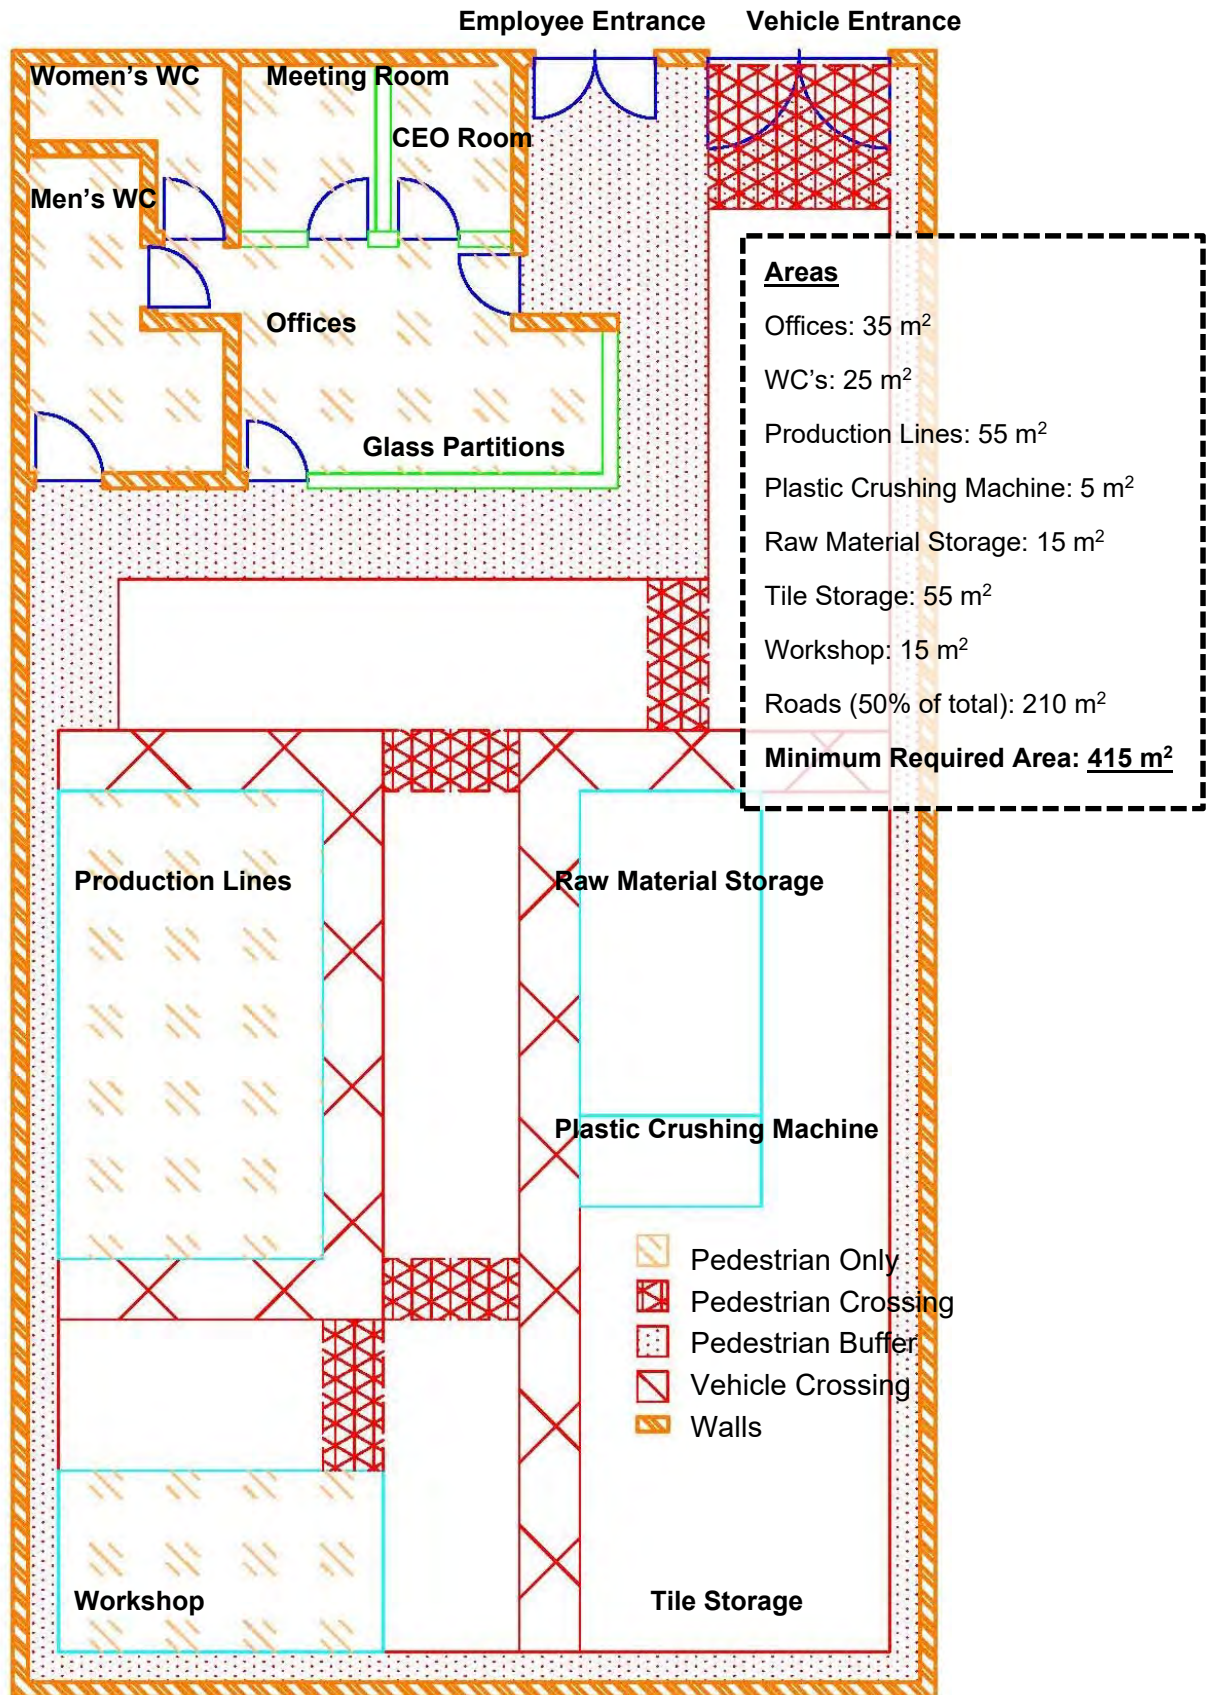 Employee Entrance
Vehicle Entrance
Women’s WC
Meeting Room
CEO Room
Men’s WC
Offices
Glass Partitions
Areas
Offices: 35 m²
WC’s: 25 m²
Production Lines: 55 m²
Plastic Crushing Machine: 5 m²
Raw Material Storage: 15 m²
Tile Storage: 55 m²
Workshop: 15 m²
Roads (50% of total): 210 m²
Minimum Required Area: 415 m²
Production Lines
Raw Material Storage
Plastic Crushing Machine
Pedestrian Only
Pedestrian Crossing
Pedestrian Buffer
Vehicle Crossing
Walls
Workshop
Tile Storage